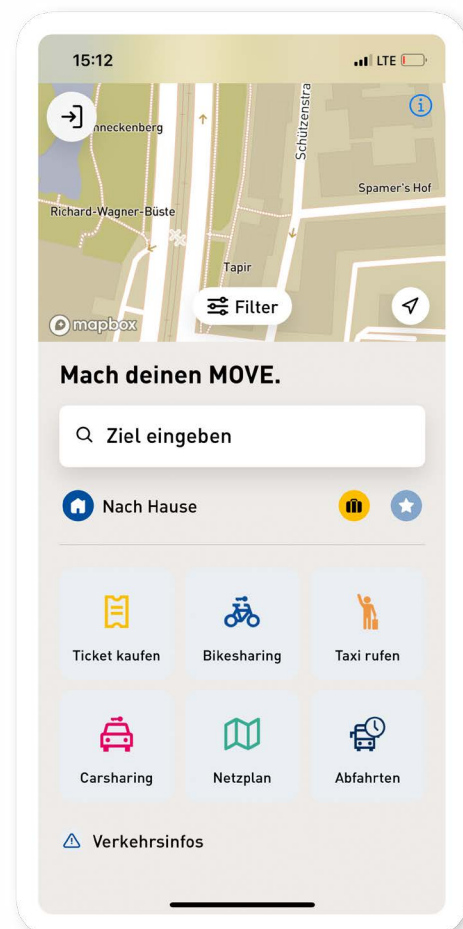 15:12
LTE
nneckenberg
Schützenstra
Spamer's Hof
Richard-Wagner-Büste
Tapir
Filter
mapbox
Mach deinen MOVE.
Ziel eingeben
Nach Hause
Ticket kaufen
Bikesharing
Taxi rufen
Carsharing
Netzplan
Abfahrten
Verkehrsinfos